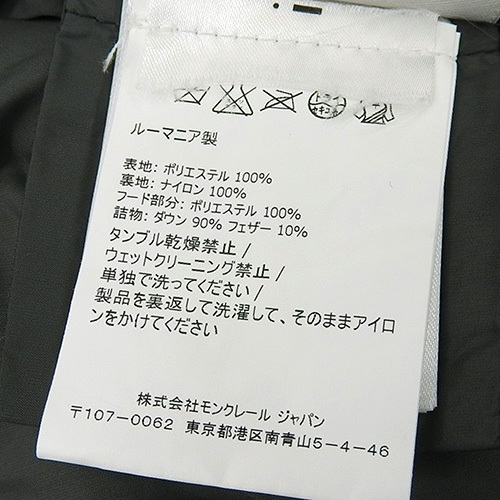 ルーマニア製
表地: ポリエステル 100%
裏地: ナイロン 100%
フード部分: ポリエステル 100%
詰物: ダウン 90% フェザー 10%
タンブル乾燥禁止 /
ウェットクリーニング禁止 /
単独で洗ってください /
製品を裏返して洗濯して、そのままアイロ
ンをかけてください
株式会社モンクレール ジャパン
〒107-0062 東京都港区南青山5-4-46